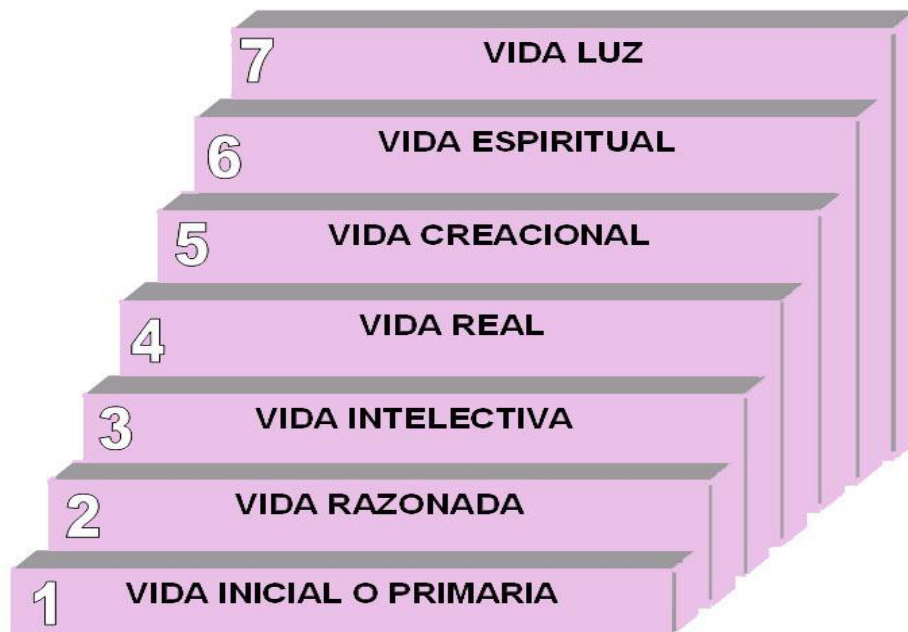 7 VIDA LUZ
6 VIDA ESPIRITUAL
5 VIDA CREACIONAL
4 VIDA REAL
3 VIDA INTELECTIVA
2 VIDA RAZONADA
1 VIDA INICIAL O PRIMARIA